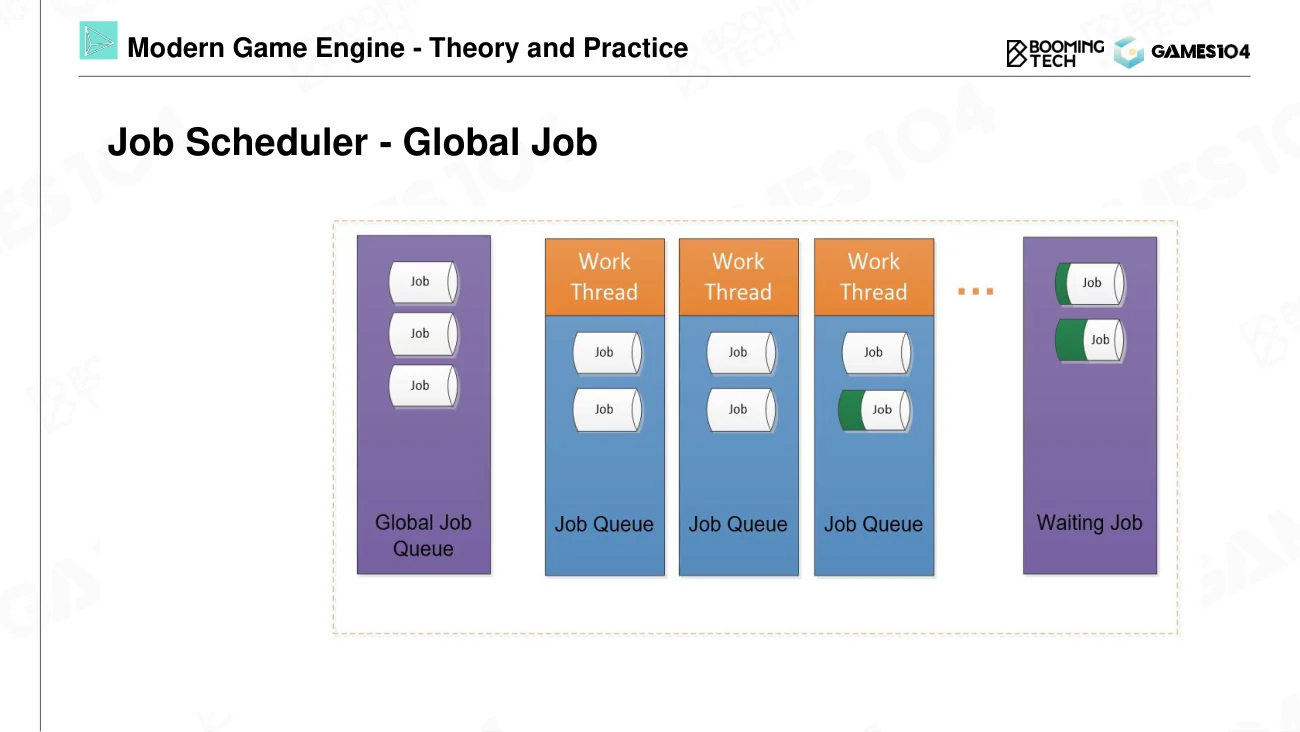 Modern Game Engine - Theory and Practice
BOOMING
TECH
GAMES104
Job Scheduler - Global Job
Job
Job
Job
Global Job
Queue
Work
Thread
Job
Job
Job Queue
Work
Thread
Job
Job
Job Queue
Work
Thread
Job
Job
Job Queue
...
Job
Job
Waiting Job